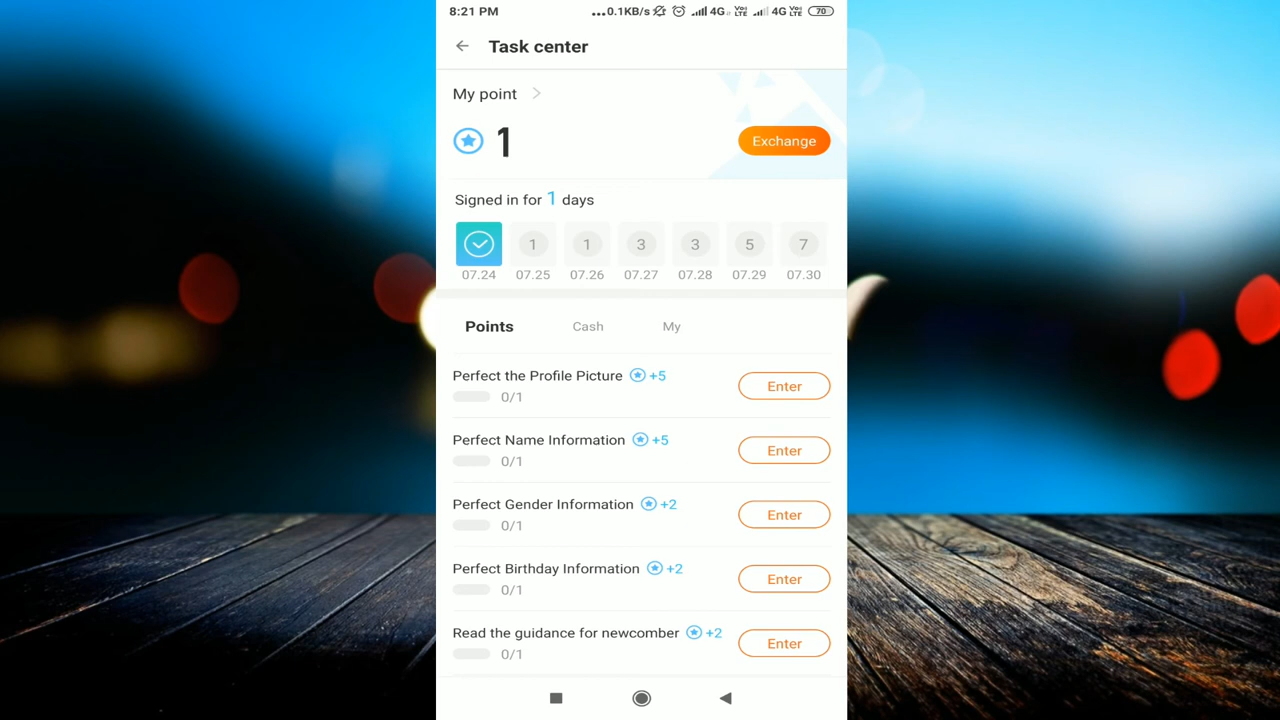 8:21 PM ...0.1KB/s 4G VoLTE 4G VoLTE 70
Task center
My point
1 Exchange
Signed in for 1 days
1 1 3 3 5 7
07.24 07.25 07.26 07.27 07.28 07.29 07.30
Points Cash My
Perfect the Profile Picture +5
0/1 Enter
Perfect Name Information +5
0/1 Enter
Perfect Gender Information +2
0/1 Enter
Perfect Birthday Information +2
0/1 Enter
Read the guidance for newcomber +2
0/1 Enter